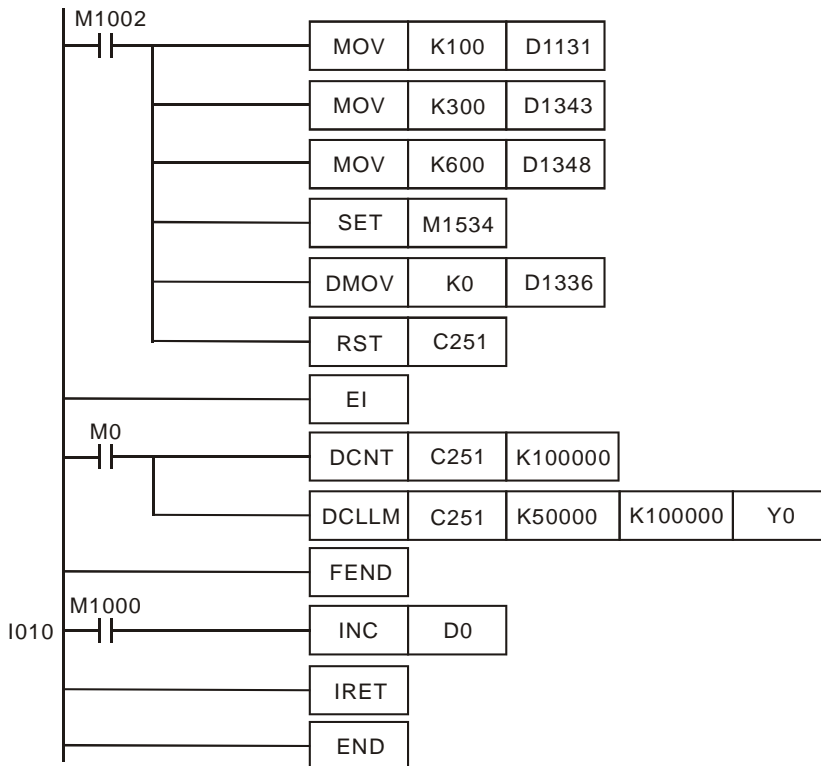 M1002
MOV K100 D1131
MOV K300 D1343
MOV K600 D1348
SET M1534
DMOV K0 D1336
RST C251
EI
M0
DCNT C251 K100000
DCLLM C251 K50000 K100000 Y0
FEND
M1000
I010 INC D0
IRET
END